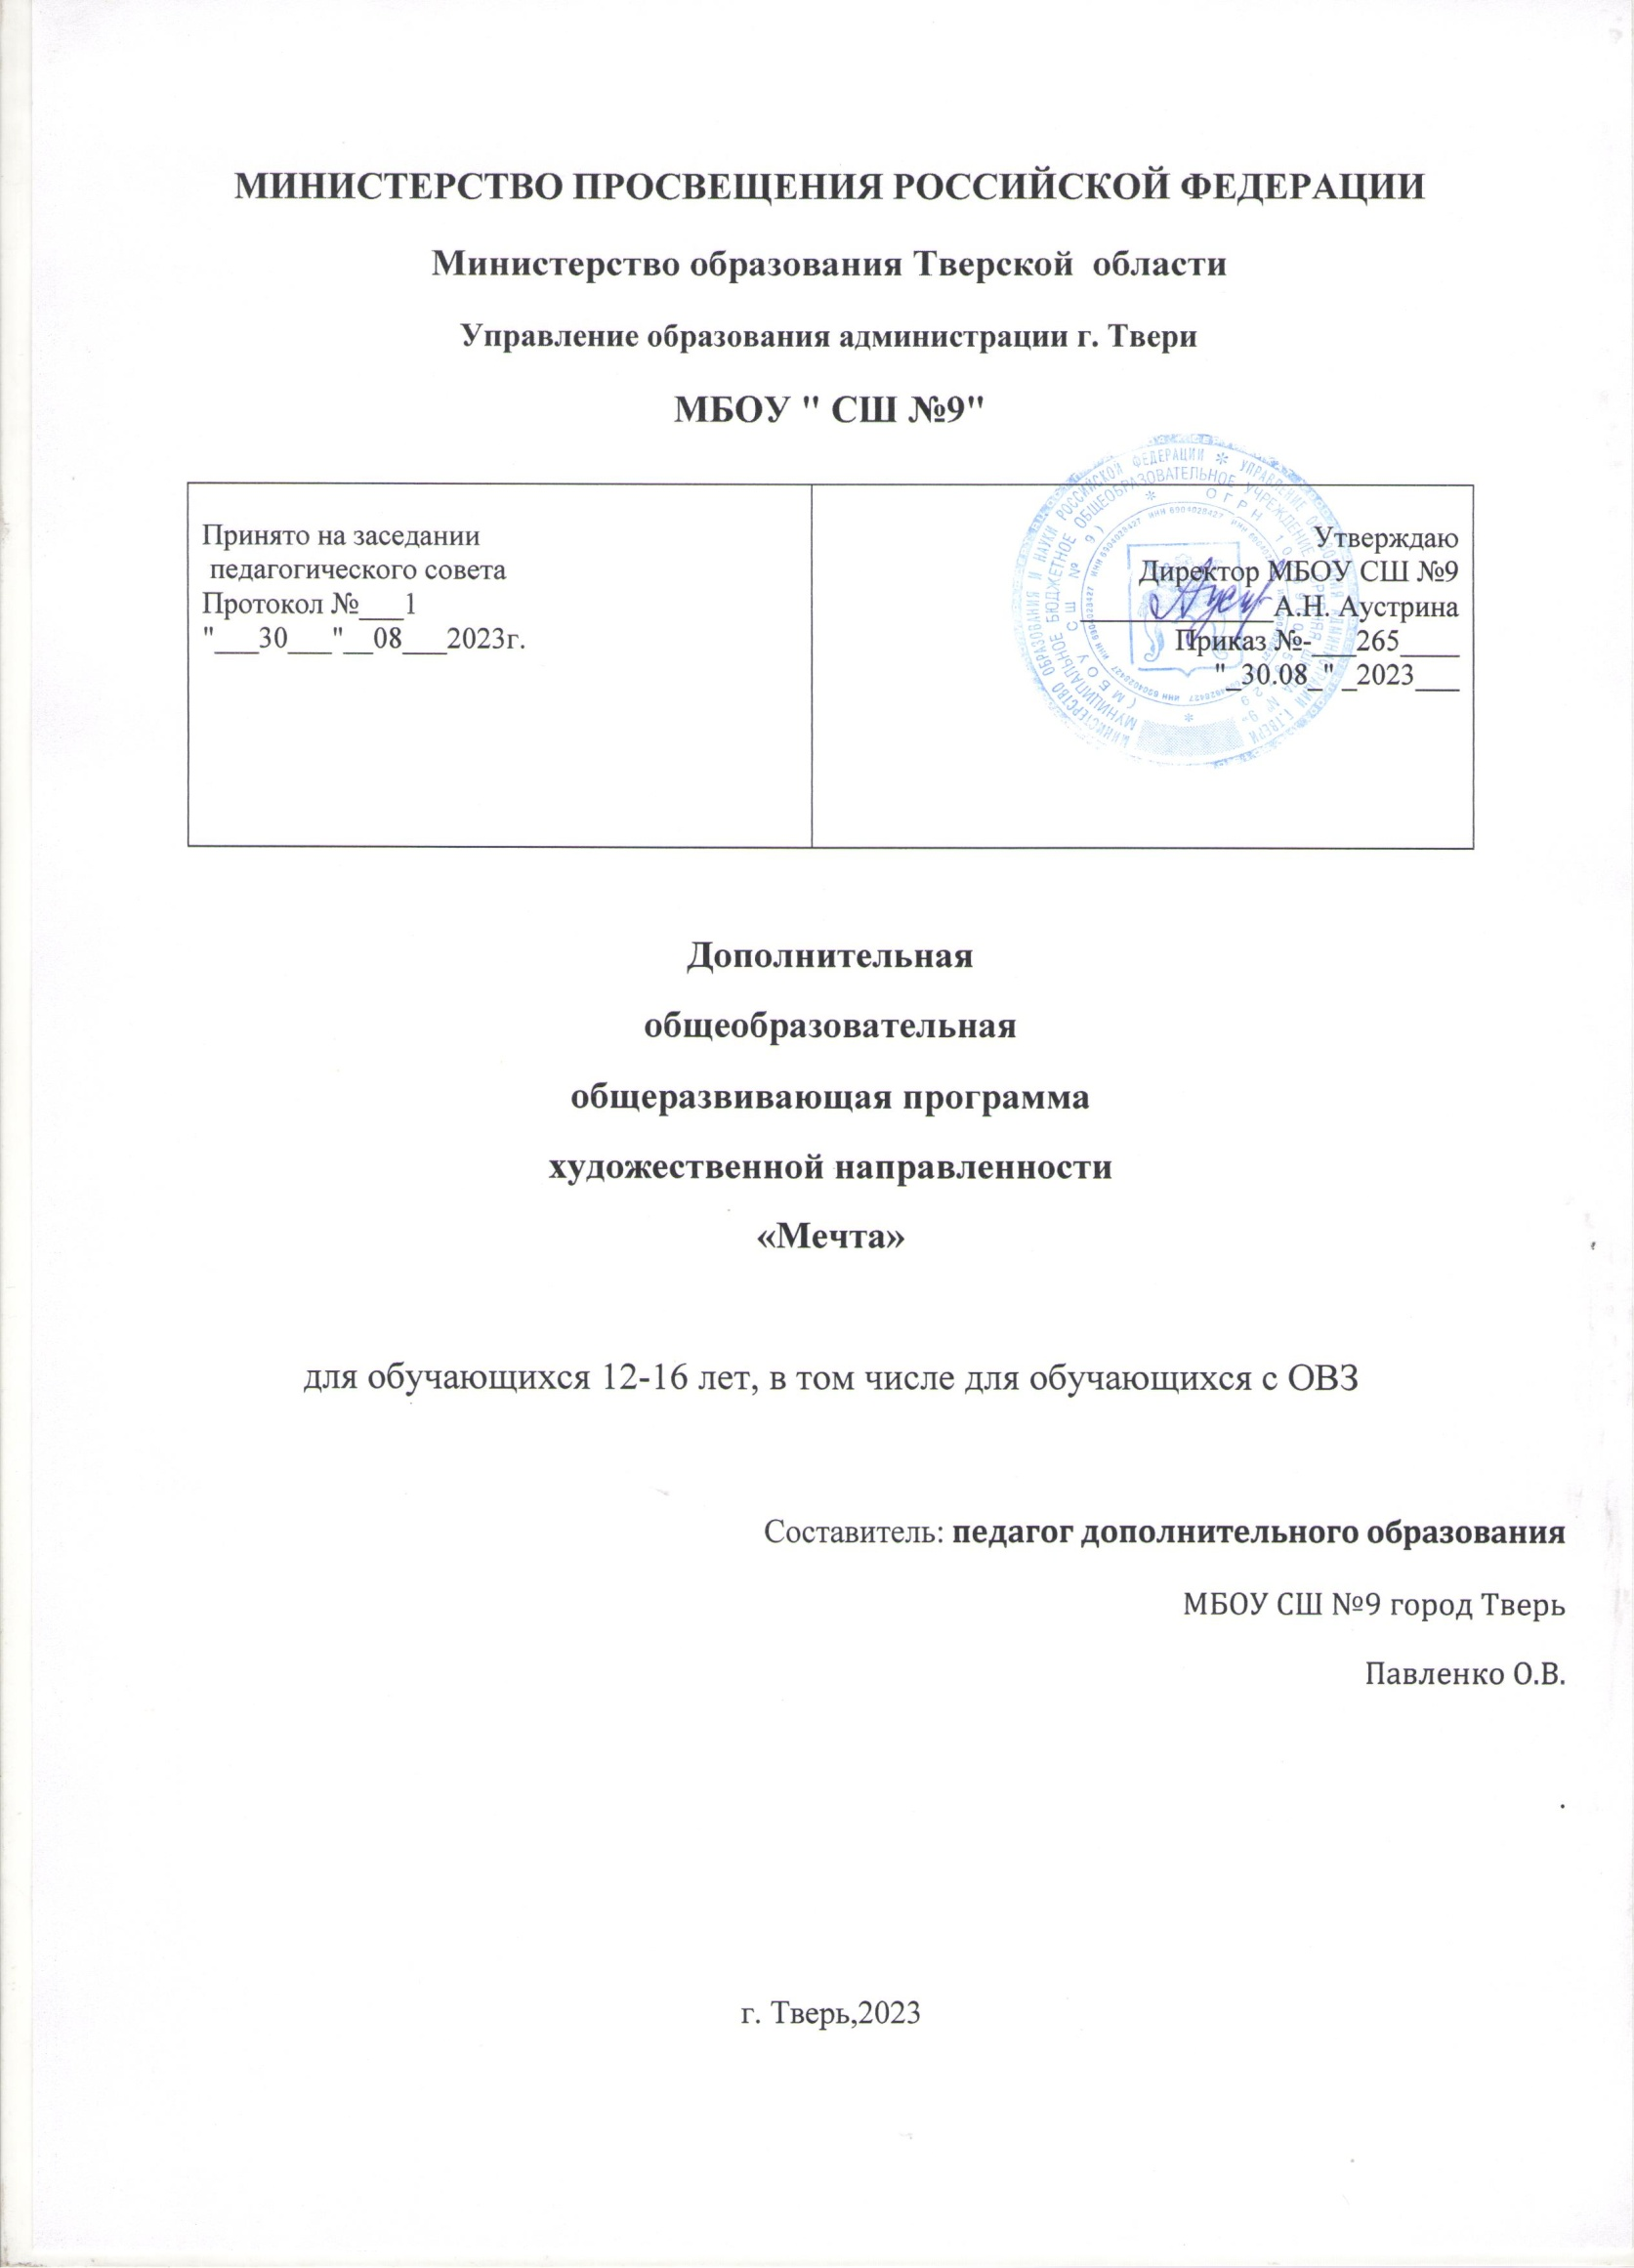 МИНИСТЕРСТВО ПРОСВЕЩЕНИЯ РОССИЙСКОЙ ФЕДЕРАЦИИ
Министерство образования Тверской области
Управление образования администрации г. Твери
МБОУ " СШ №9"
Принято на заседании
педагогического совета
Протокол №___1
"___30___"__08___2023г.
Утверждаю
Директор МБОУ СШ №9
_____________А.Н. Аустрина
Приказ №-___265____
"_30.08_" _2023___
Дополнительная
общеобразовательная
общеразвивающая программа
художественной направленности
«Мечта»
для обучающихся 12-16 лет, в том числе для обучающихся с ОВЗ
Составитель: педагог дополнительного образования
МБОУ СШ №9 город Тверь
Павленко О.В.
.
г. Тверь,2023